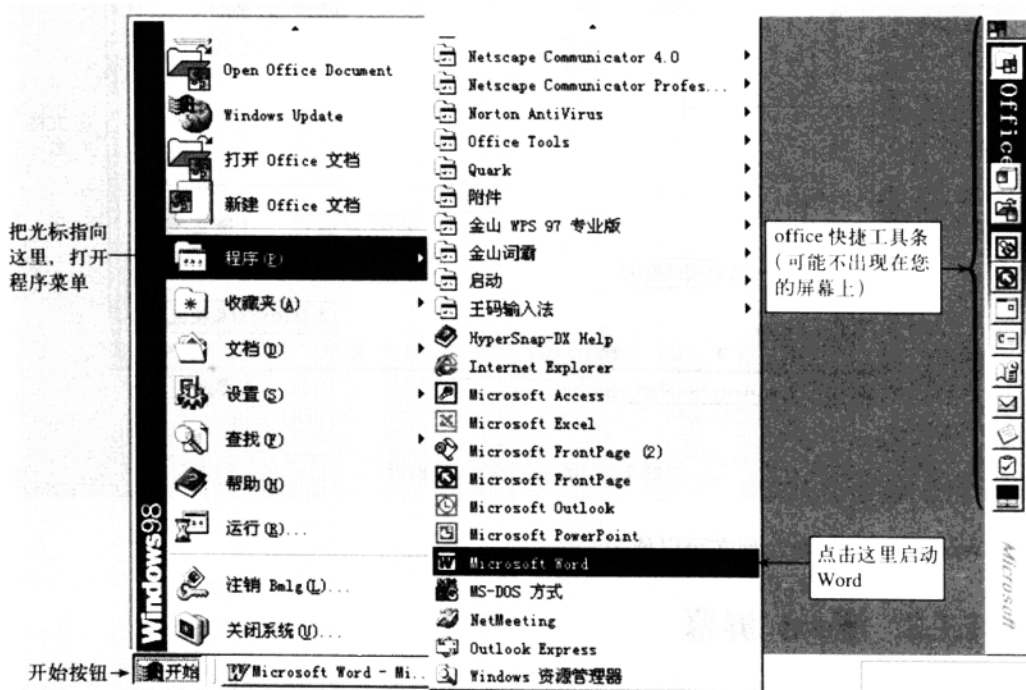 Open Office Document
Windows Update
打开 Office 文档
新建 Office 文档
程序(P)
收藏夹(A)
文档(D)
设置(S)
查找(F)
帮助(H)
运行(R)...
注销 Bmlg(L)...
关闭系统(U)...
Windows98
Netscape Communicator 4.0
Netscape Communicator Profes...
Norton AntiVirus
Office Tools
Quark
附件
金山 WPS 97 专业版
金山词霸
启动
王码输入法
HyperSnap-DX Help
Internet Explorer
Microsoft Access
Microsoft Excel
Microsoft FrontPage (2)
Microsoft FrontPage
Microsoft Outlook
Microsoft PowerPoint
Microsoft Word
MS-DOS 方式
NetMeeting
Outlook Express
Windows 资源管理器
把光标指向
这里，打开
程序菜单
office 快捷工具条
（可能不出现在您
的屏幕上）
点击这里启动
Word
Office
Microsoft
开始按钮
开始
Microsoft Word - Mi..
屏幕